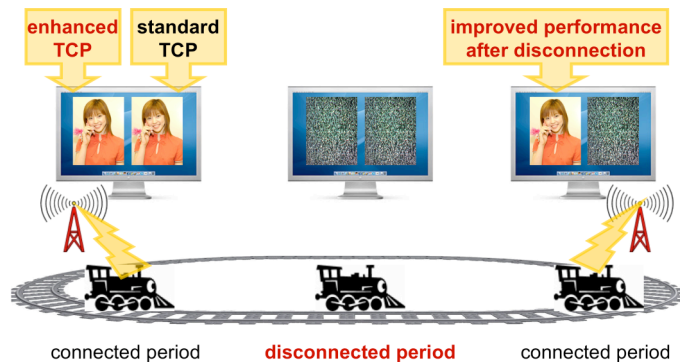 enhanced
TCP
standard
TCP
improved performance
after disconnection
connected period
disconnected period
connected period